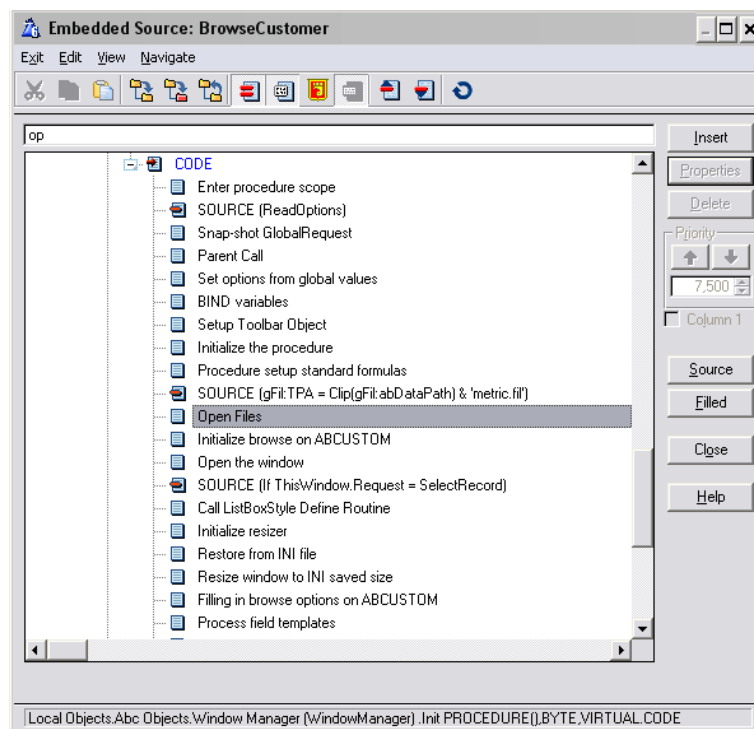 Embedded Source: BrowseCustomer
Exit Edit View Navigate
op
Insert
Properties
Delete
Priority
7,500
Column 1
Source
Filled
Close
Help
CODE
Enter procedure scope
SOURCE (ReadOptions)
Snap-shot GlobalRequest
Parent Call
Set options from global values
BIND variables
Setup Toolbar Object
Initialize the procedure
Procedure setup standard formulas
SOURCE (gFil:TPA = Clip(gFil:abDataPath) & 'metric.fil')
Open Files
Initialize browse on ABCUSTOM
Open the window
SOURCE (If ThisWindow.Request = SelectRecord)
Call ListBoxStyle Define Routine
Initialize resizer
Restore from INI file
Resize window to INI saved size
Filling in browse options on ABCUSTOM
Process field templates
Local Objects.Abc Objects.Window Manager (WindowManager) .Init PROCEDURE(),BYTE,VIRTUAL.CODE